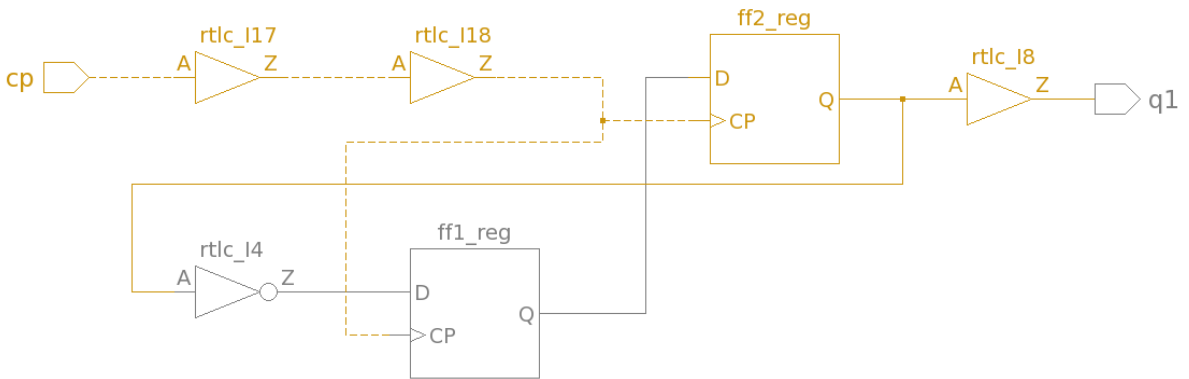 ff2_reg
rtlc_I17
rtlc_I18
rtlc_I8
cp
A
Z
A
Z
D
Q
CP
A
Z
q1
rtlc_I4
ff1_reg
A
Z
D
Q
CP